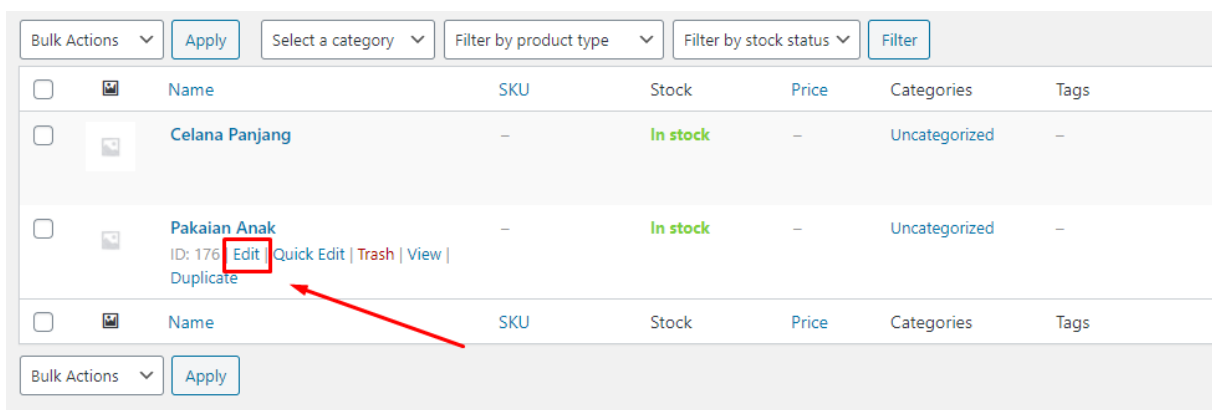 Bulk Actions Apply Select a category Filter by product type Filter by stock status Filter
Name SKU Stock Price Categories Tags
Celana Panjang – In stock – Uncategorized –
Pakaian Anak – In stock – Uncategorized –
ID: 176 | Edit | Quick Edit | Trash | View |
Duplicate
Name SKU Stock Price Categories Tags
Bulk Actions Apply